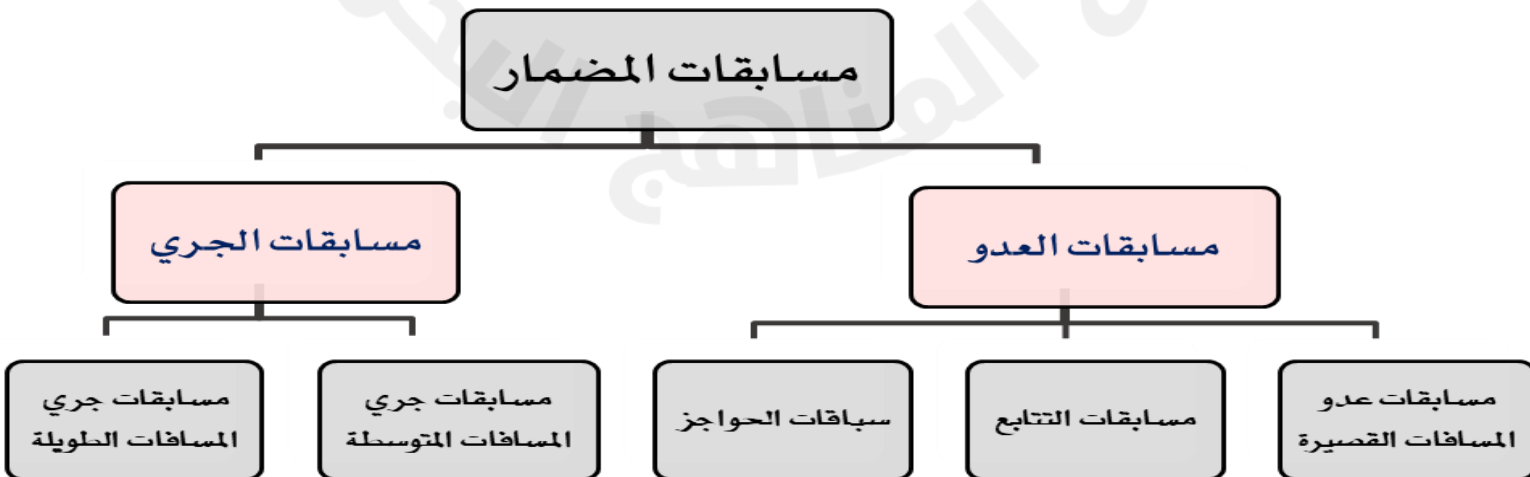 مسابقات المضمار
مسابقات العدو
مسابقات الجري
مسابقات عدو
المسافات القصيرة
مسابقات التتابع
سباقات الحواجز
مسابقات جري
المسافات المتوسطة
مسابقات جري
المسافات الطويلة
المناهج